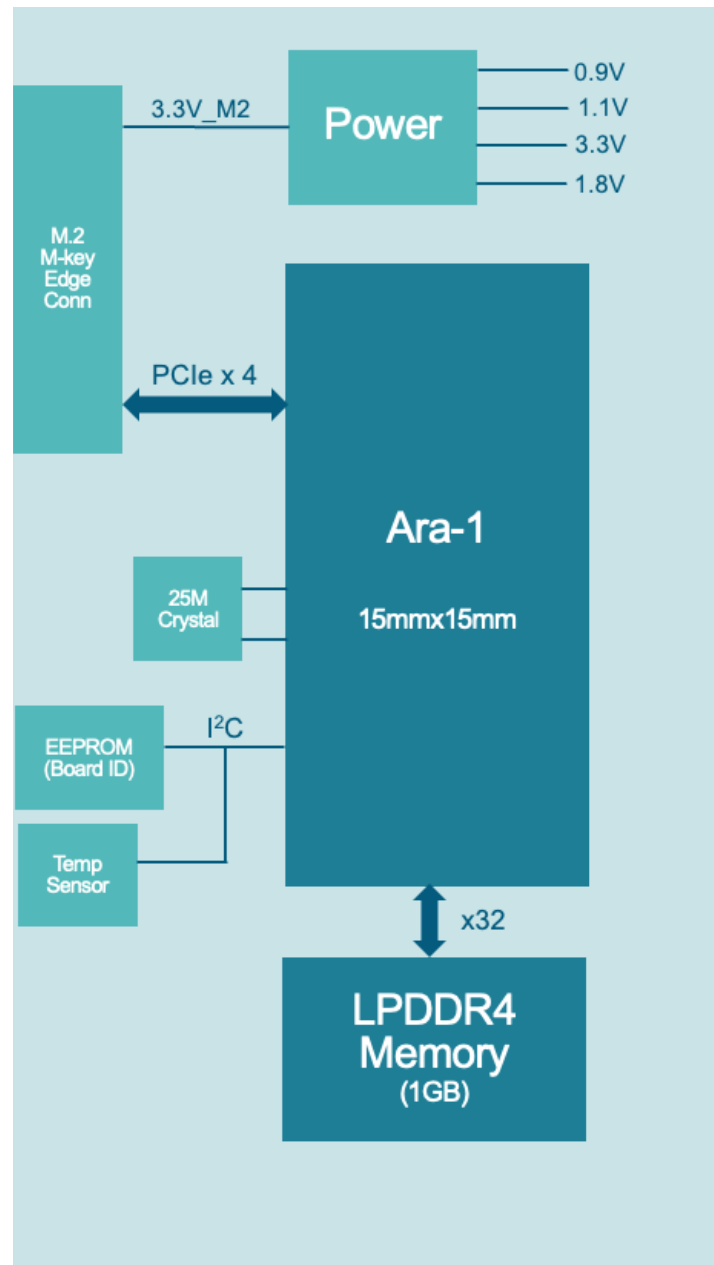 3.3V_M2
Power
0.9V
1.1V
3.3V
1.8V
M.2
M-key
Edge
Conn
PCIe x 4
Ara-1
15mmx15mm
25M
Crystal
I²C
EEPROM
(Board ID)
Temp
Sensor
x32
LPDDR4
Memory
(1GB)